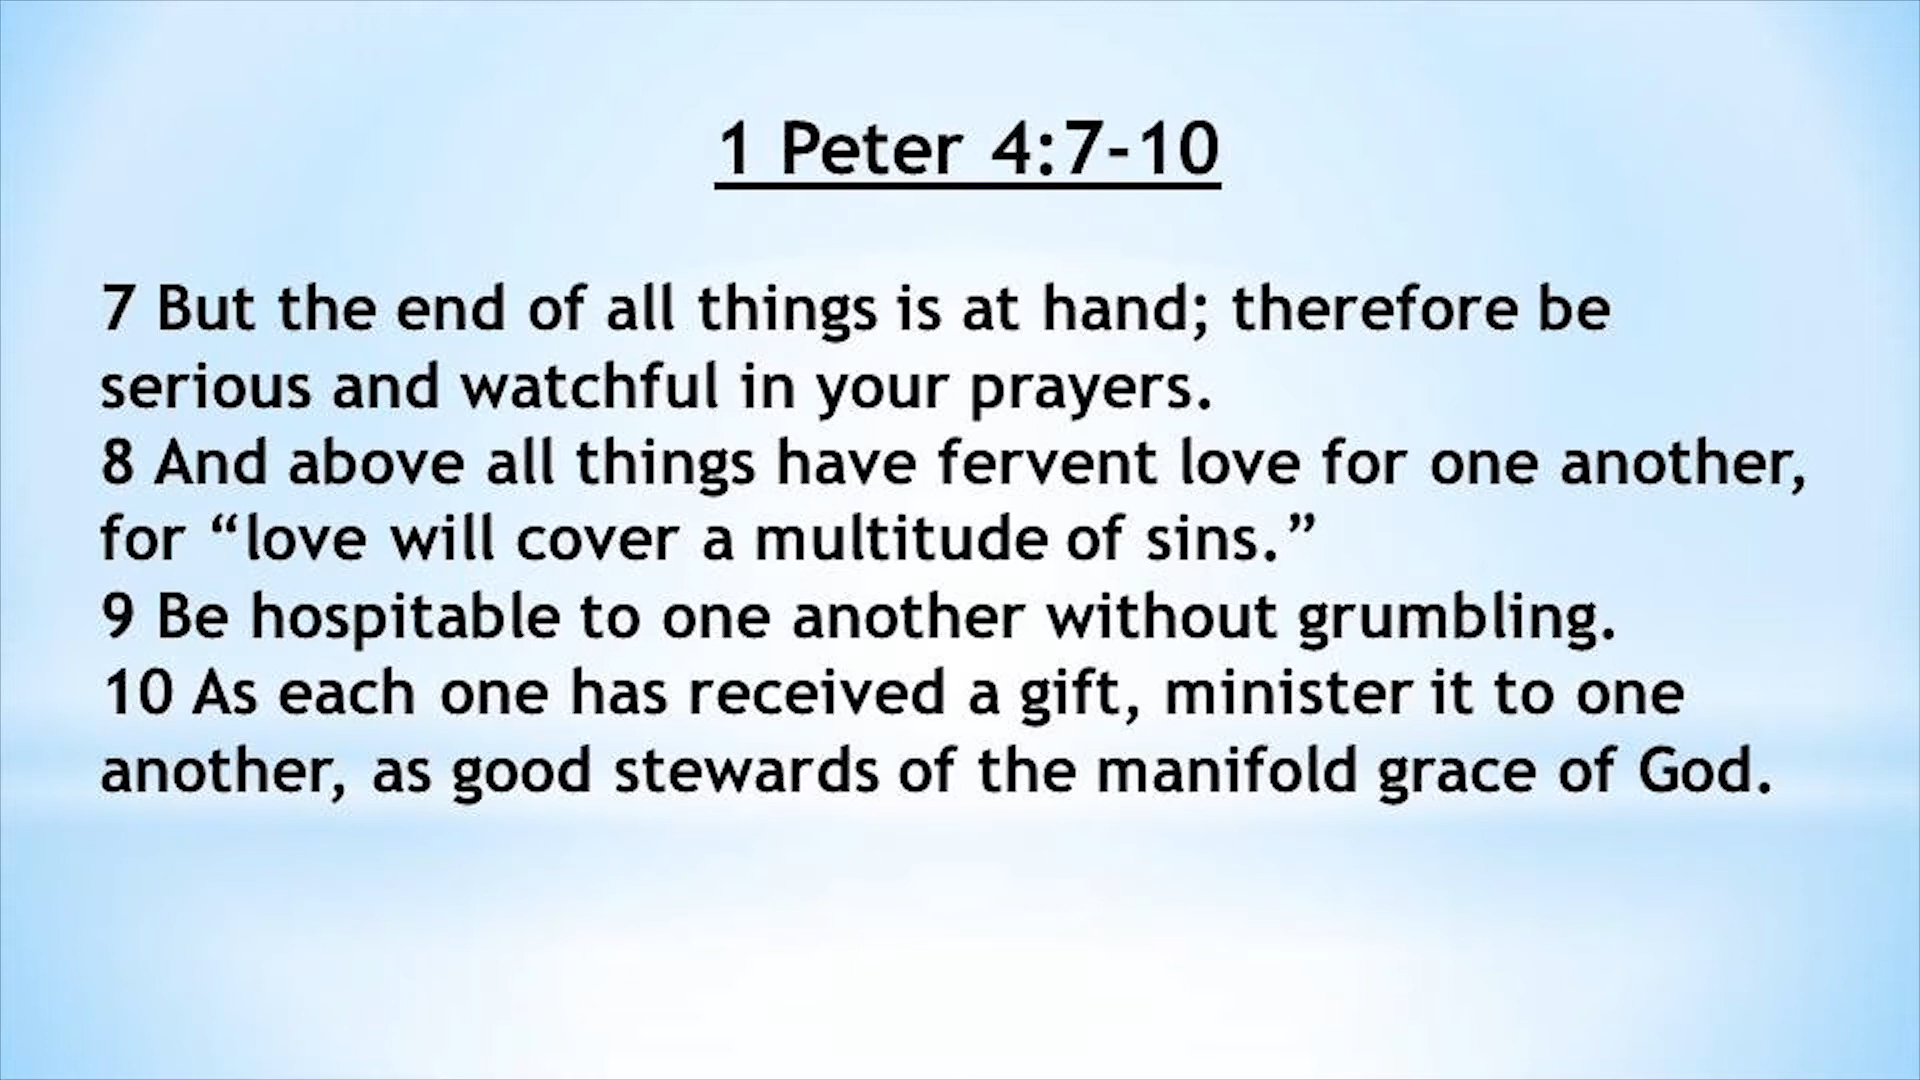 1 Peter 4:7-10
7 But the end of all things is at hand; therefore be
serious and watchful in your prayers.
8 And above all things have fervent love for one another,
for “love will cover a multitude of sins.”
9 Be hospitable to one another without grumbling.
10 As each one has received a gift, minister it to one
another, as good stewards of the manifold grace of God.